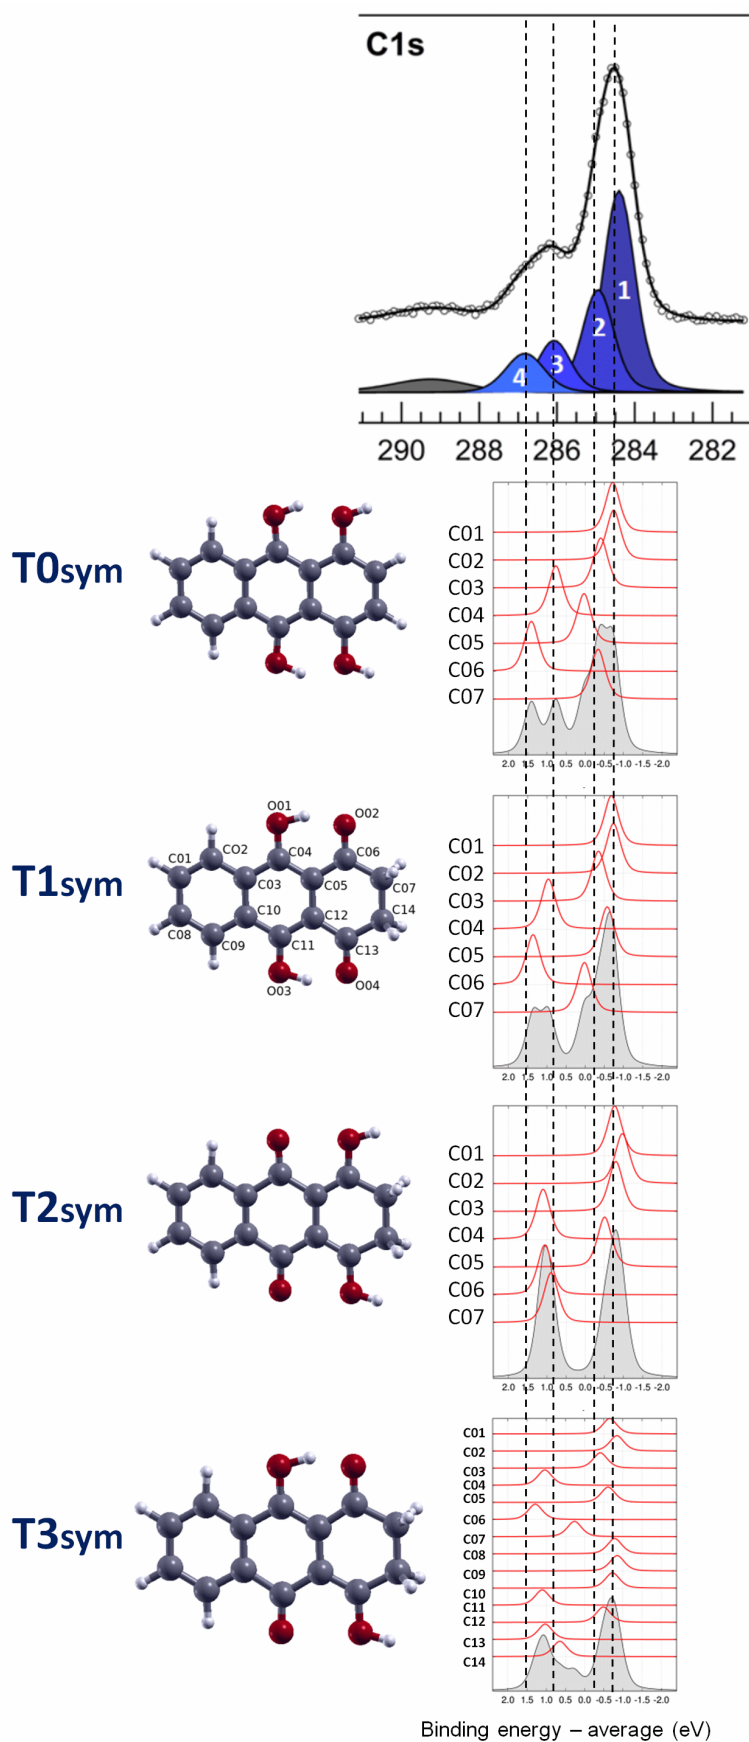 C1s
1
2
3
4
290 288 286 284 282
T0sym
C01
C02
C03
C04
C05
C06
C07
2.0 1.5 1.0 0.5 0.0 -0.5 -1.0 -1.5 -2.0
T1sym
O01 O02
C01 CO2 C04 C06
C03 C05 C07
C10 C12 C14
C08 C09 C11 C13
O03 O04
C01
C02
C03
C04
C05
C06
C07
2.0 1.5 1.0 0.5 0.0 -0.5 -1.0 -1.5 -2.0
T2sym
C01
C02
C03
C04
C05
C06
C07
2.0 1.5 1.0 0.5 0.0 -0.5 -1.0 -1.5 -2.0
T3sym
C01
C02
C03
C04
C05
C06
C07
C08
C09
C10
C11
C12
C13
C14
2.0 1.5 1.0 0.5 0.0 -0.5 -1.0 -1.5 -2.0
Binding energy – average (eV)